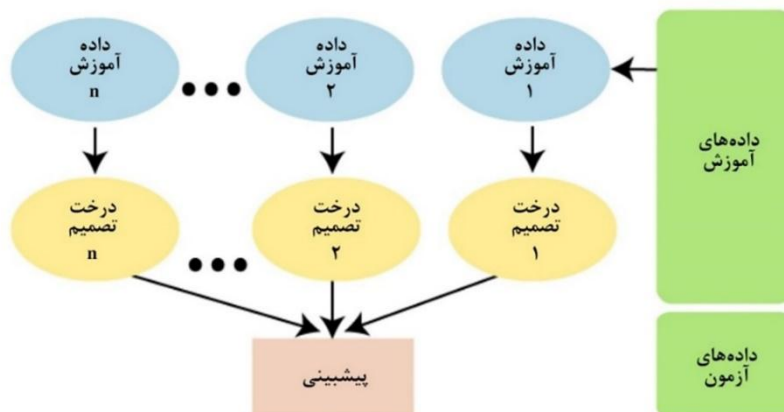 داده‌های
آموزش
داده
آموزش
۱
داده
آموزش
۲
داده
آموزش
n
درخت
تصمیم
۱
درخت
تصمیم
۲
درخت
تصمیم
n
پیشبینی
داده‌های
آزمون